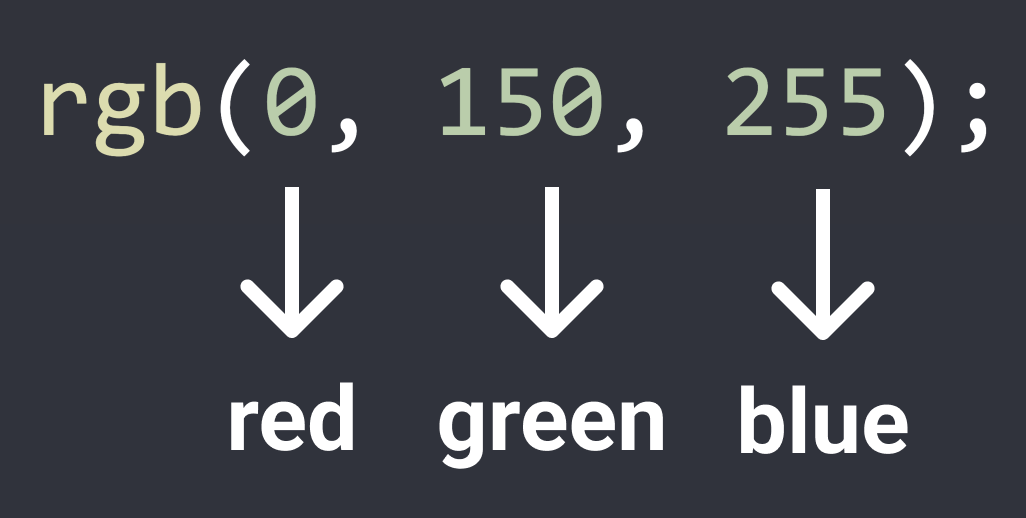 rgb(0, 150, 255);
red green blue